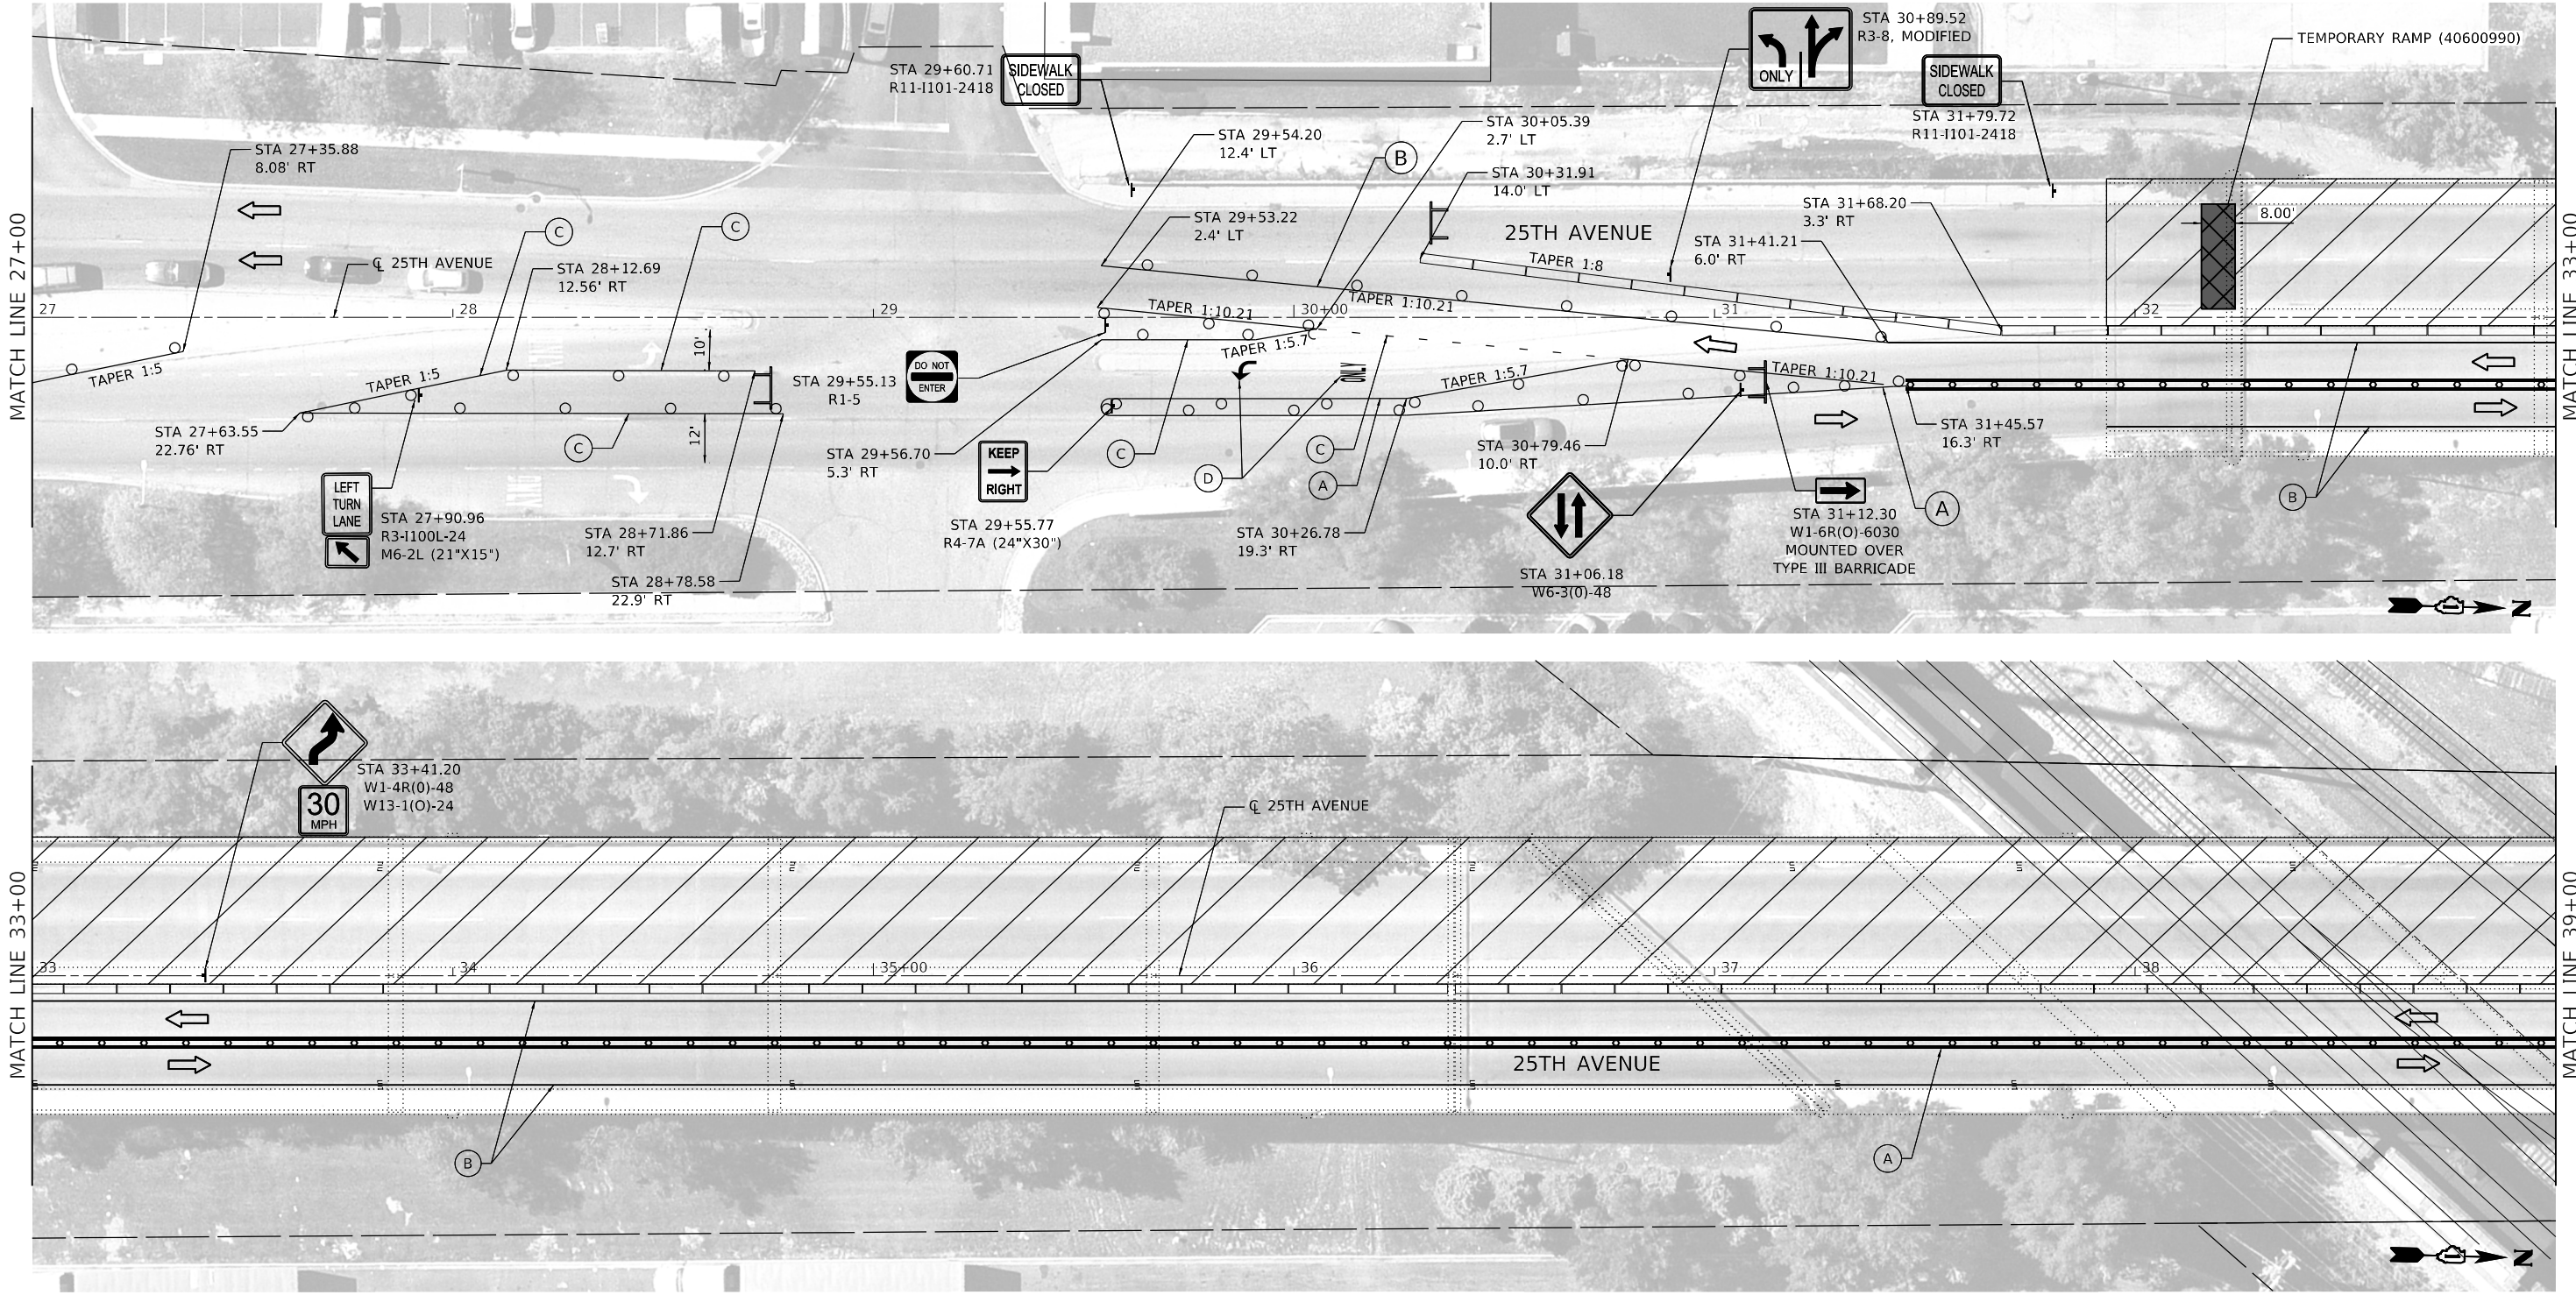 MATCH LINE 27+00
STA 27+35.88
8.08' RT
℄ 25TH AVENUE
27
TAPER 1:5
STA 27+63.55
22.76' RT
LEFT
TURN
LANE
STA 27+90.96
R3-I100L-24
M6-2L (21"X15")
TAPER 1:5
28
C
STA 28+12.69
12.56' RT
C
10'
12'
C
STA 28+71.86
12.7' RT
STA 28+78.58
22.9' RT
29
STA 29+60.71
R11-I101-2418
SIDEWALK
CLOSED
STA 29+54.20
12.4' LT
STA 29+53.22
2.4' LT
TAPER 1:10.21
DO NOT
ENTER
STA 29+55.13
R1-5
STA 29+56.70
5.3' RT
KEEP
RIGHT
STA 29+55.77
R4-7A (24"X30")
C
D
TAPER 1:5.7
30+00
B
STA 30+05.39
2.7' LT
STA 30+31.91
14.0' LT
TAPER 1:10.21
ONLY
C
A
STA 30+26.78
19.3' RT
25TH AVENUE
TAPER 1:8
TAPER 1:5.7
STA 30+79.46
10.0' RT
ONLY
STA 30+89.52
R3-8, MODIFIED
STA 31+41.21
6.0' RT
STA 31+68.20
3.3' RT
31
TAPER 1:10.21
STA 31+06.18
W6-3(0)-48
STA 31+12.30
W1-6R(O)-6030
MOUNTED OVER
TYPE III BARRICADE
A
STA 31+45.57
16.3' RT
SIDEWALK
CLOSED
STA 31+79.72
R11-I101-2418
TEMPORARY RAMP (40600990)
8.00'
32
B
MATCH LINE 33+00
N
MATCH LINE 33+00
STA 33+41.20
W1-4R(0)-48
W13-1(O)-24
30
MPH
℄ 25TH AVENUE
33
34
35+00
36
37
38
25TH AVENUE
B
A
MATCH LINE 39+00
N